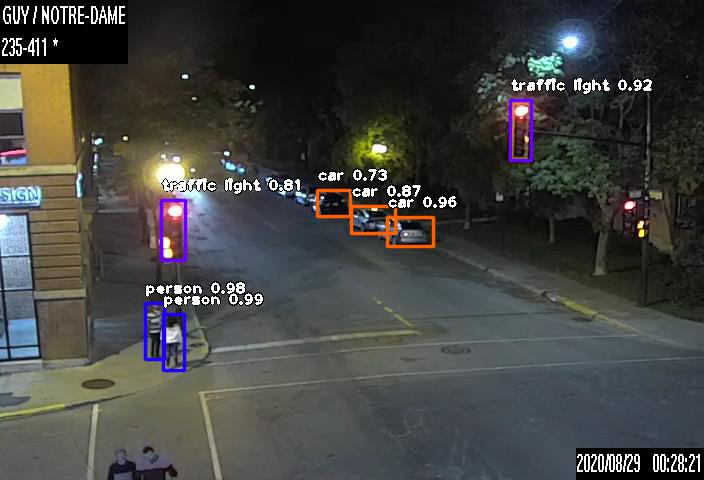 GUY / NOTRE-DAME
235-411 *
traffic light 0.92
car 0.73
car 0.87
traffic light 0.81
car 0.96
SIGN
person 0.98
person 0.99
2020/08/29 00:28:21